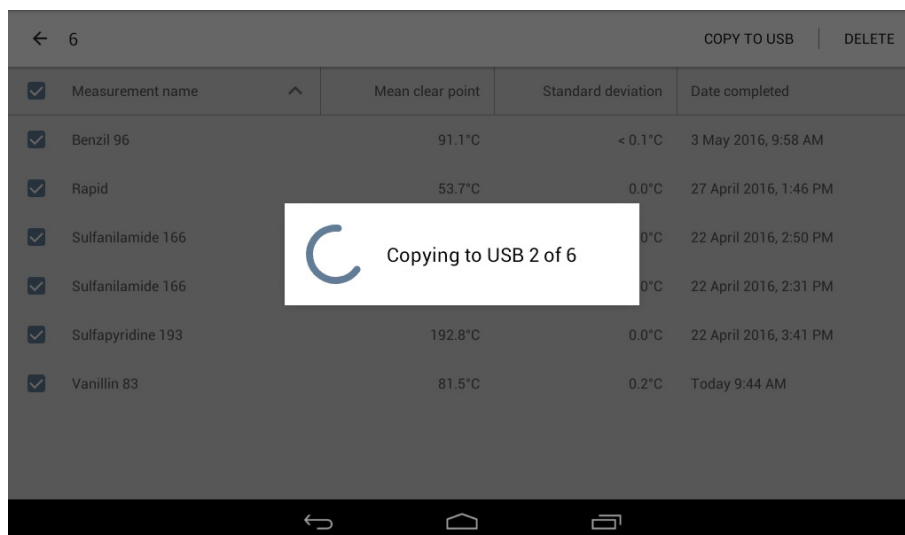 6 COPY TO USB DELETE
Measurement name Mean clear point Standard deviation Date completed
Benzil 96 91.1°C < 0.1°C 3 May 2016, 9:58 AM
Rapid 53.7°C 0.0°C 27 April 2016, 1:46 PM
Sulfanilamide 166 0°C 22 April 2016, 2:50 PM
Copying to USB 2 of 6
Sulfanilamide 166 0°C 22 April 2016, 2:31 PM
Sulfapyridine 193 192.8°C 0.0°C 22 April 2016, 3:41 PM
Vanillin 83 81.5°C 0.2°C Today 9:44 AM